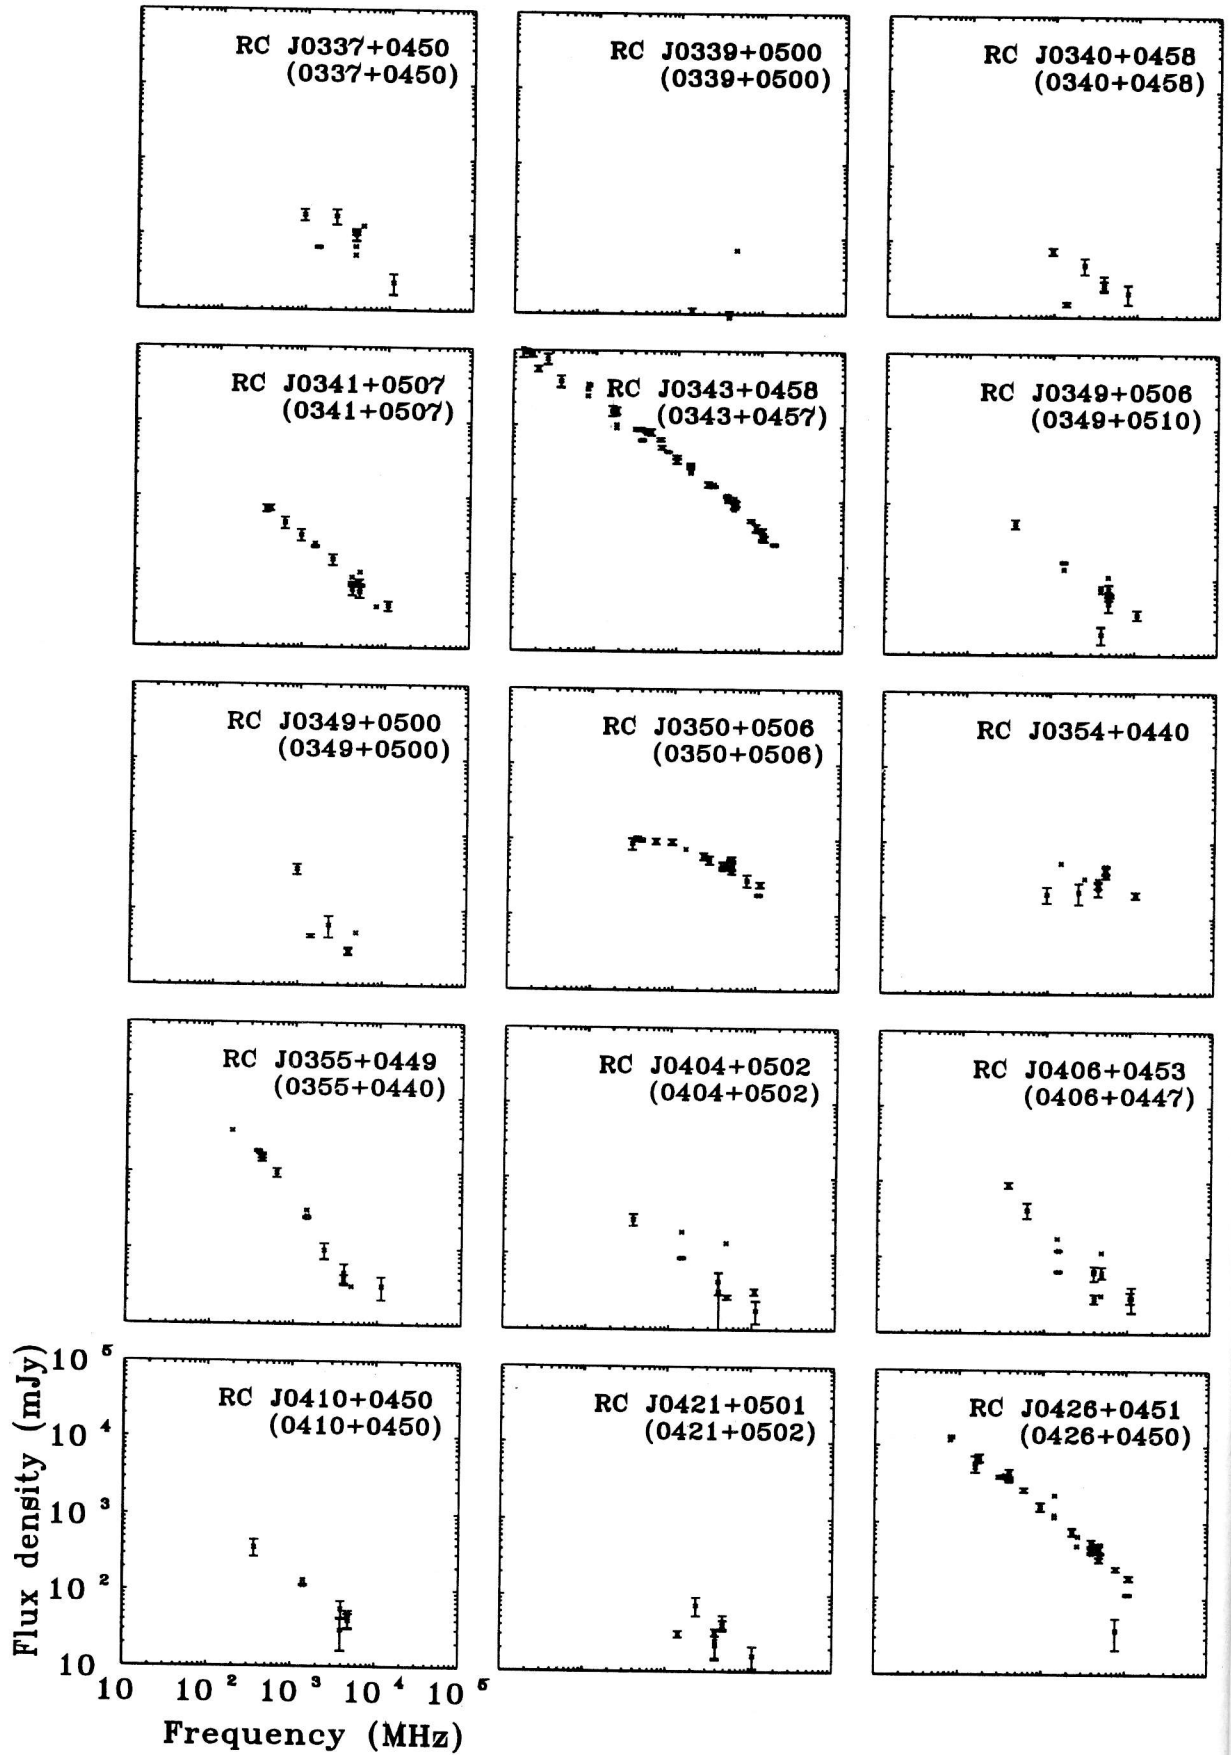 RC J0337+0450
(0337+0450)
RC J0339+0500
(0339+0500)
RC J0340+0458
(0340+0458)
RC J0341+0507
(0341+0507)
RC J0343+0458
(0343+0457)
RC J0349+0506
(0349+0510)
RC J0349+0500
(0349+0500)
RC J0350+0506
(0350+0506)
RC J0354+0440
RC J0355+0449
(0355+0440)
RC J0404+0502
(0404+0502)
RC J0406+0453
(0406+0447)
RC J0410+0450
(0410+0450)
RC J0421+0501
(0421+0502)
RC J0426+0451
(0426+0450)
Flux density (mJy)
10 5
10 4
10 3
10 2
10
10 10 2 10 3 10 4 10 5
Frequency (MHz)